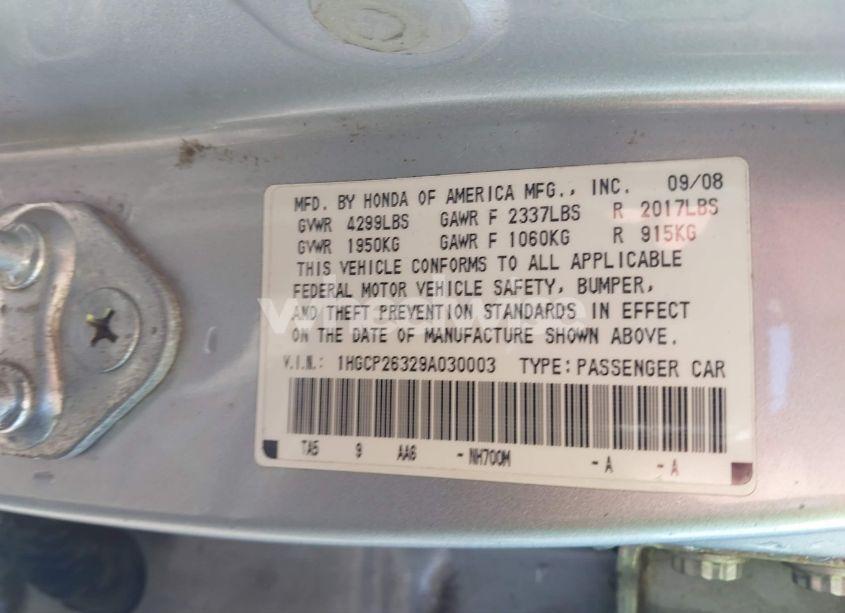 MFD. BY HONDA OF AMERICA MFG., INC. 09/08
GVWR 4299LBS GAWR F 2337LBS R 2017LBS
GVWR 1950KG GAWR F 1060KG R 915KG
THIS VEHICLE CONFORMS TO ALL APPLICABLE
FEDERAL MOTOR VEHICLE SAFETY, BUMPER,
AND THEFT PREVENTION STANDARDS IN EFFECT
ON THE DATE OF MANUFACTURE SHOWN ABOVE.
V.I.N.: 1HGCP26329A030003 TYPE: PASSENGER CAR
TA5 9 AA6 - NH700M - A - A